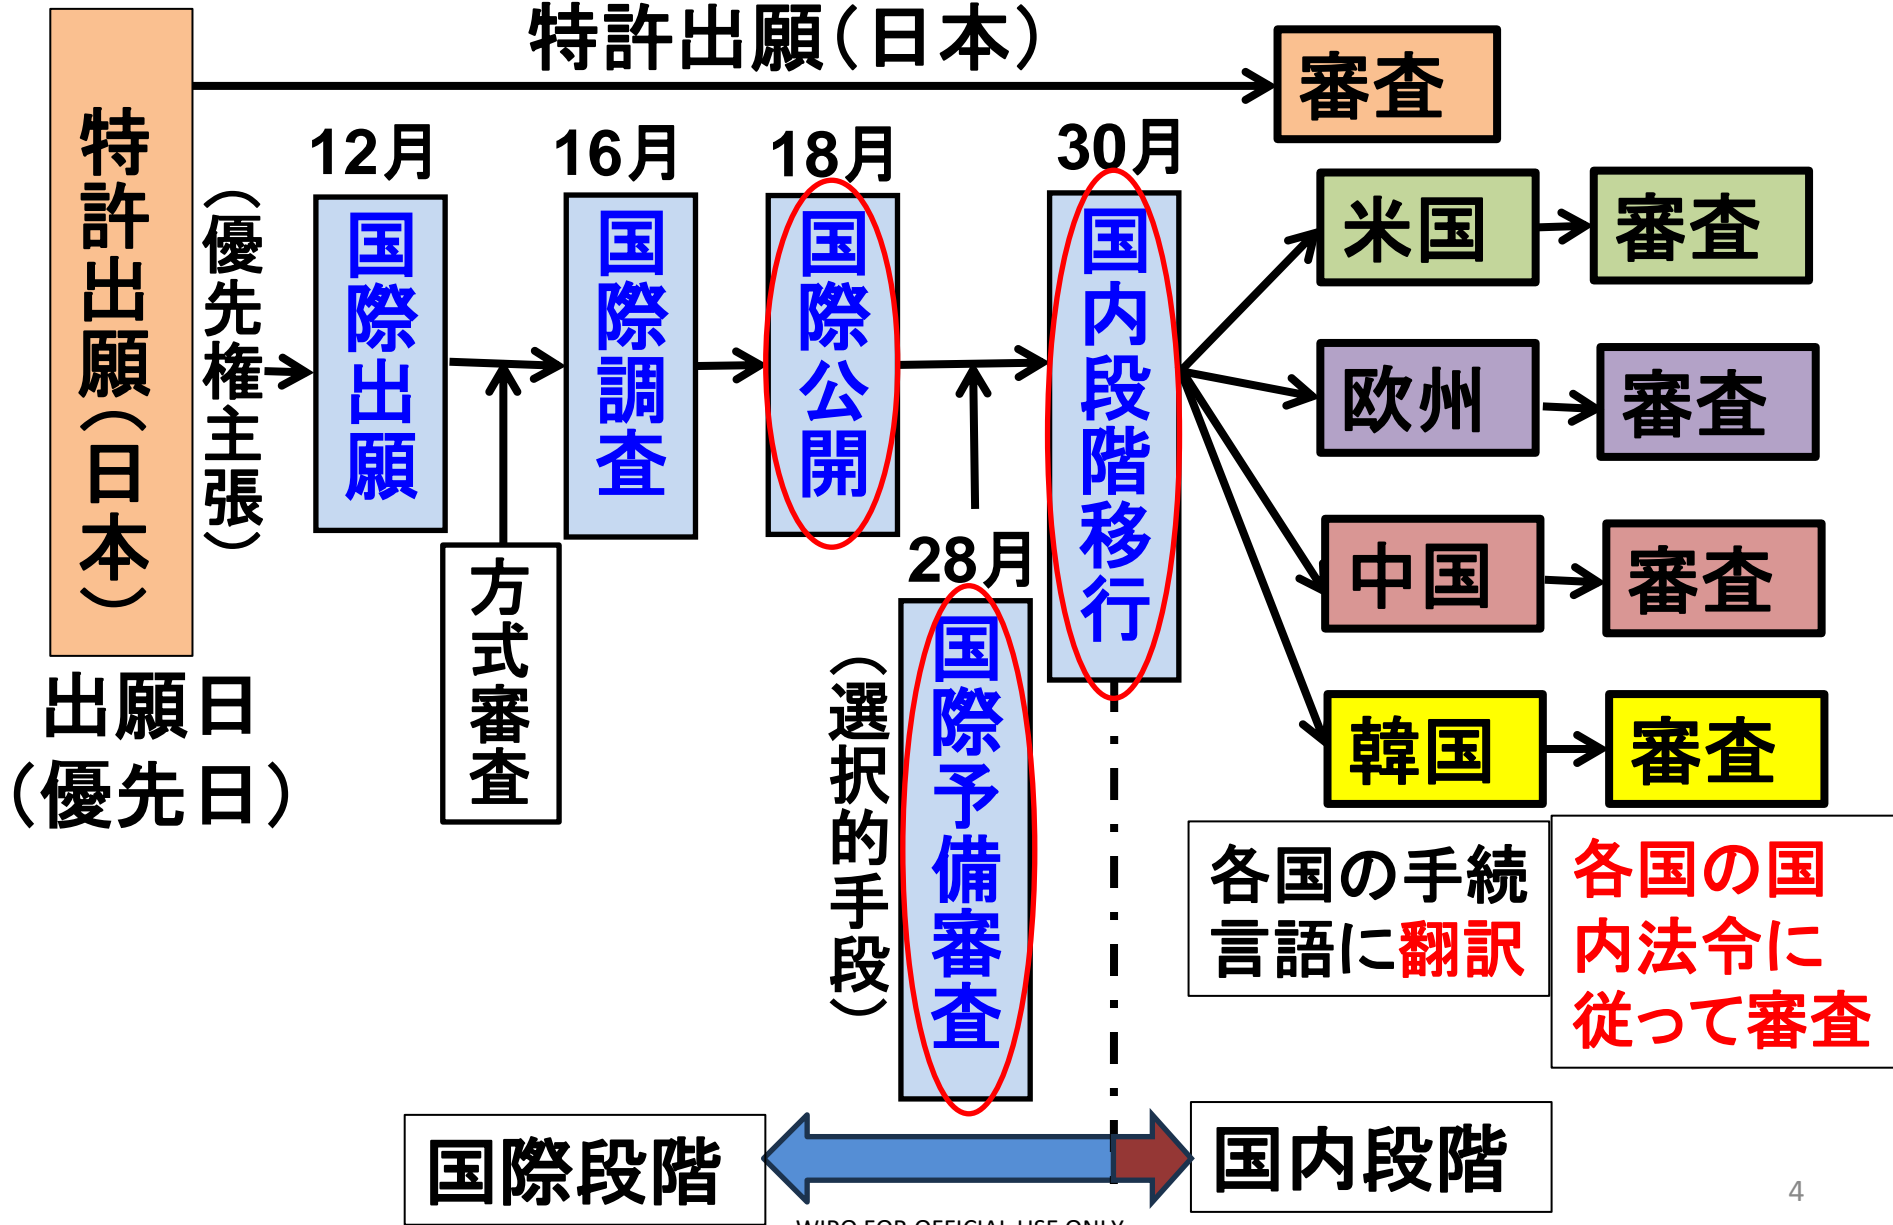 特許出願（日本）
審査
特許出願（日本）
（優先権主張）
12月
国際出願
16月
国際調査
18月
国際公開
30月
国内段階移行
米国
審査
欧州
審査
中国
審査
韓国
審査
方式審査
28月
国際予備審査
（選択的手段）
出願日
（優先日）
各国の手続
言語に翻訳
各国の国
内法令に
従って審査
国際段階
国内段階
WIPO FOR OFFICIAL USE ONLY
4